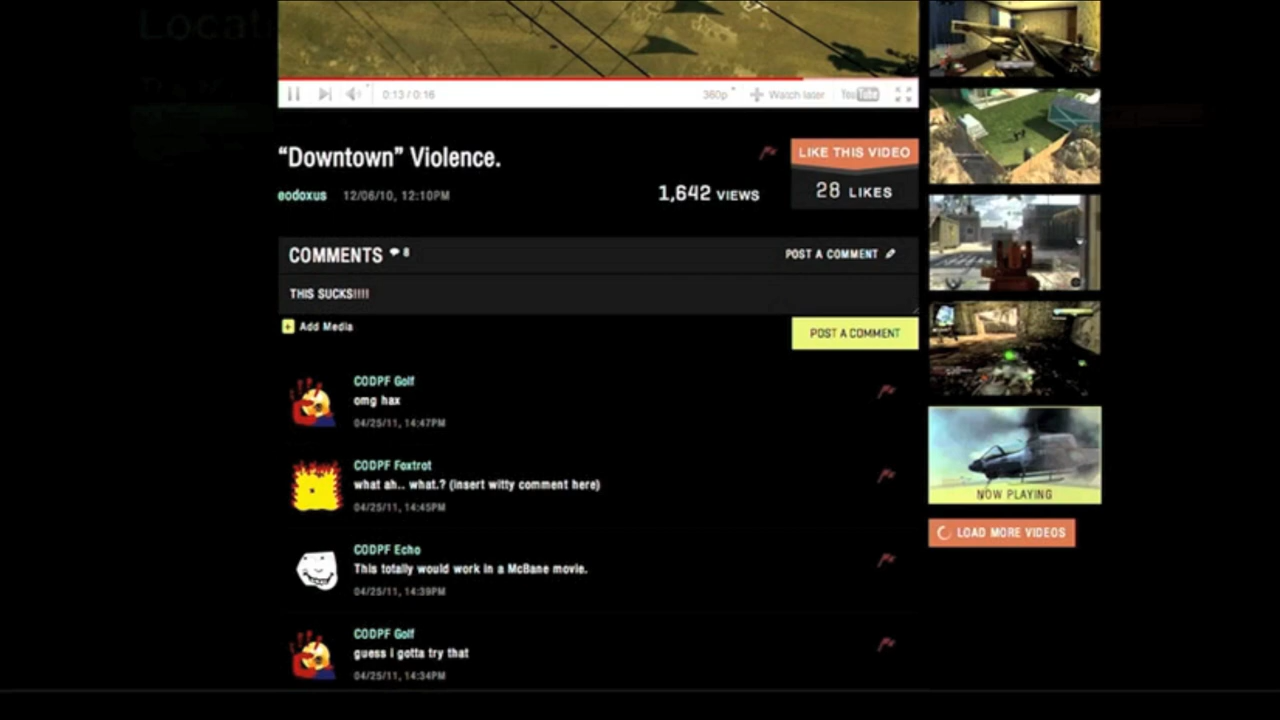 Locat
0:13 / 0:16
360p
Watch later
YouTube
"Downtown" Violence.
LIKE THIS VIDEO
eodoxus
12/06/10, 12:10PM
1,642 VIEWS
28 LIKES
COMMENTS 8
POST A COMMENT
THIS SUCKS!!!!
+ Add Media
POST A COMMENT
CODPF Golf
omg hax
04/25/11, 14:47PM
CODPF Foxtrot
what ah.. what.? (insert witty comment here)
04/25/11, 14:45PM
NOW PLAYING
LOAD MORE VIDEOS
CODPF Echo
This totally would work in a McBane movie.
04/25/11, 14:39PM
CODPF Golf
guess i gotta try that
04/25/11, 14:34PM